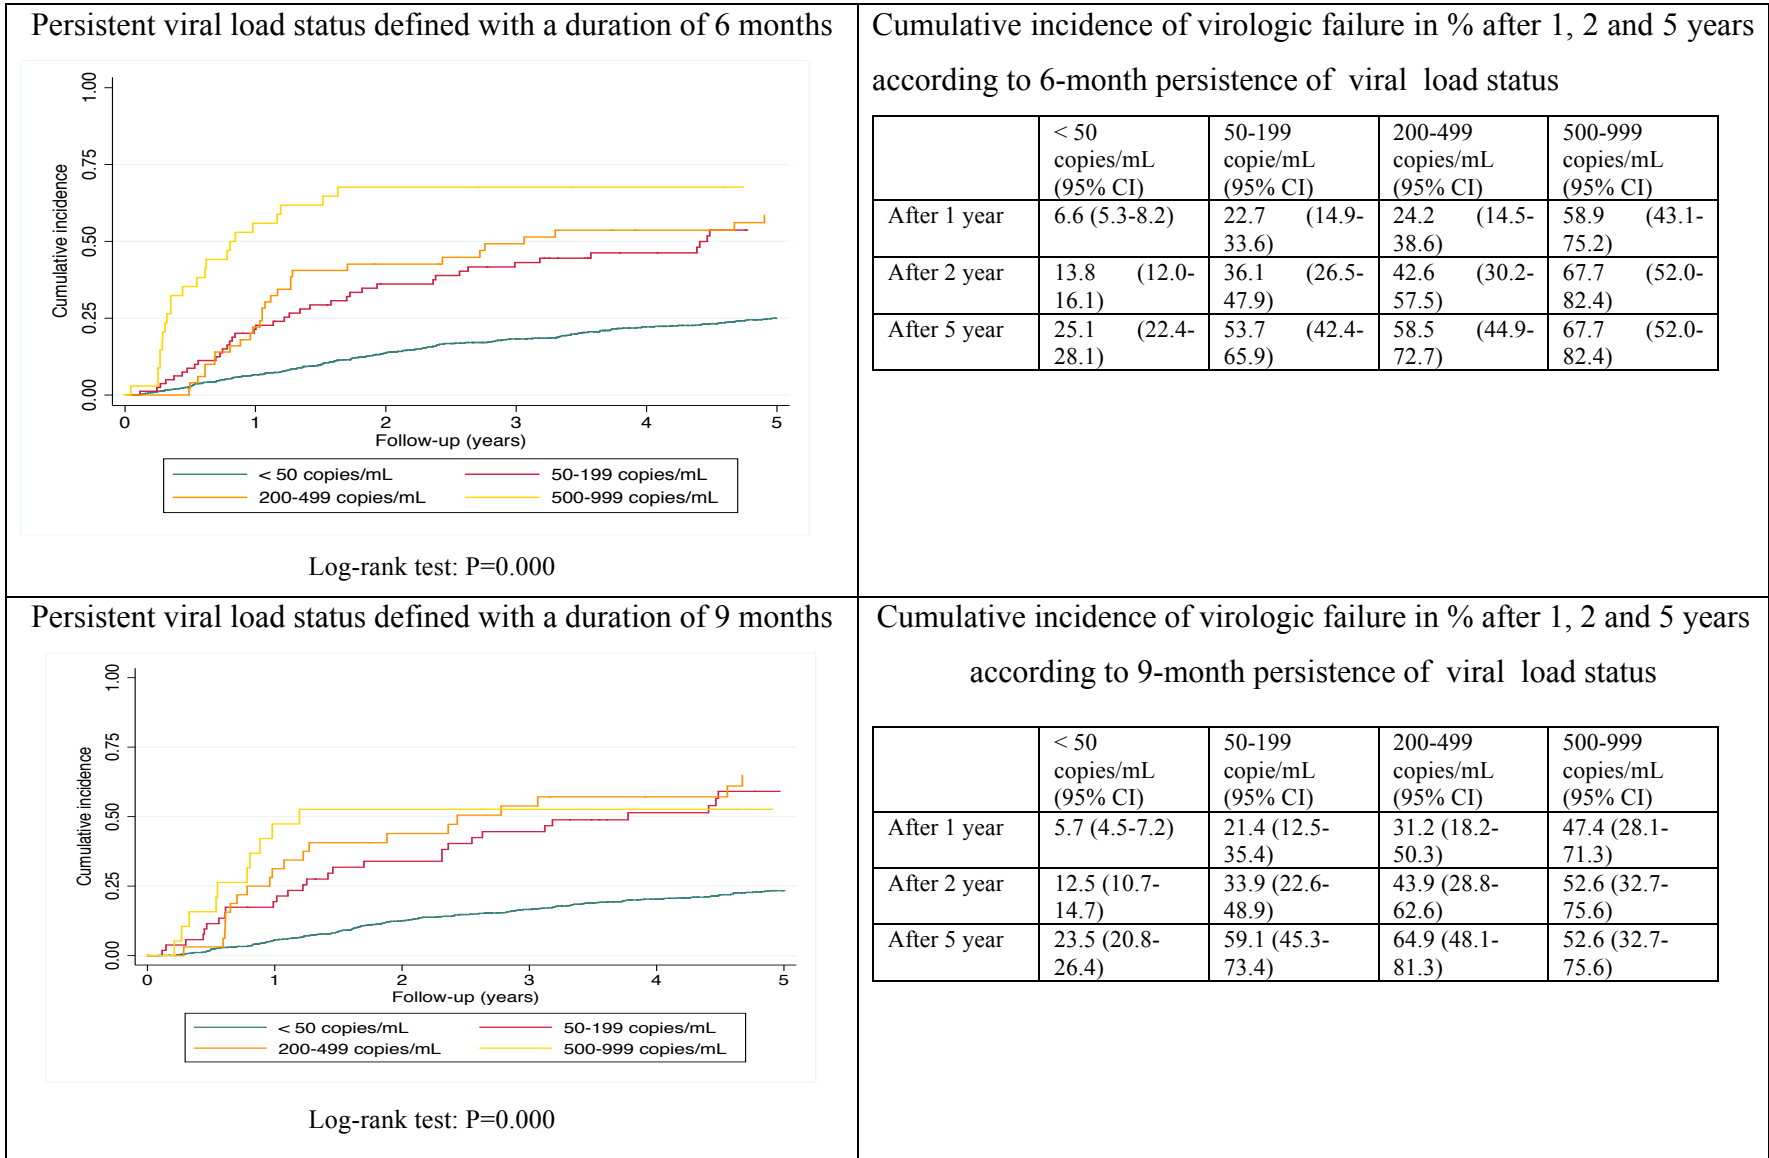 Persistent viral load status defined with a duration of 6 months
1.00
0.75
0.50
0.25
0.00
Cumulative incidence
0 1 2 3 4 5
Follow-up (years)
< 50 copies/mL 50-199 copies/mL
200-499 copies/mL 500-999 copies/mL
Log-rank test: P=0.000
Cumulative incidence of virologic failure in % after 1, 2 and 5 years
according to 6-month persistence of viral load status
< 50 50-199 200-499 500-999
copies/mL copie/mL copies/mL copies/mL
(95% CI) (95% CI) (95% CI) (95% CI)
After 1 year 6.6 (5.3-8.2) 22.7 (14.9- 24.2 (14.5- 58.9 (43.1-
33.6) 38.6) 75.2)
After 2 year 13.8 (12.0- 36.1 (26.5- 42.6 (30.2- 67.7 (52.0-
16.1) 47.9) 57.5) 82.4)
After 5 year 25.1 (22.4- 53.7 (42.4- 58.5 (44.9- 67.7 (52.0-
28.1) 65.9) 72.7) 82.4)
Persistent viral load status defined with a duration of 9 months
1.00
0.75
0.50
0.25
0.00
Cumulative incidence
0 1 2 3 4 5
Follow-up (years)
< 50 copies/mL 50-199 copies/mL
200-499 copies/mL 500-999 copies/mL
Log-rank test: P=0.000
Cumulative incidence of virologic failure in % after 1, 2 and 5 years
according to 9-month persistence of viral load status
< 50 50-199 200-499 500-999
copies/mL copie/mL copies/mL copies/mL
(95% CI) (95% CI) (95% CI) (95% CI)
After 1 year 5.7 (4.5-7.2) 21.4 (12.5- 31.2 (18.2- 47.4 (28.1-
35.4) 50.3) 71.3)
After 2 year 12.5 (10.7- 33.9 (22.6- 43.9 (28.8- 52.6 (32.7-
14.7) 48.9) 62.6) 75.6)
After 5 year 23.5 (20.8- 59.1 (45.3- 64.9 (48.1- 52.6 (32.7-
26.4) 73.4) 81.3) 75.6)